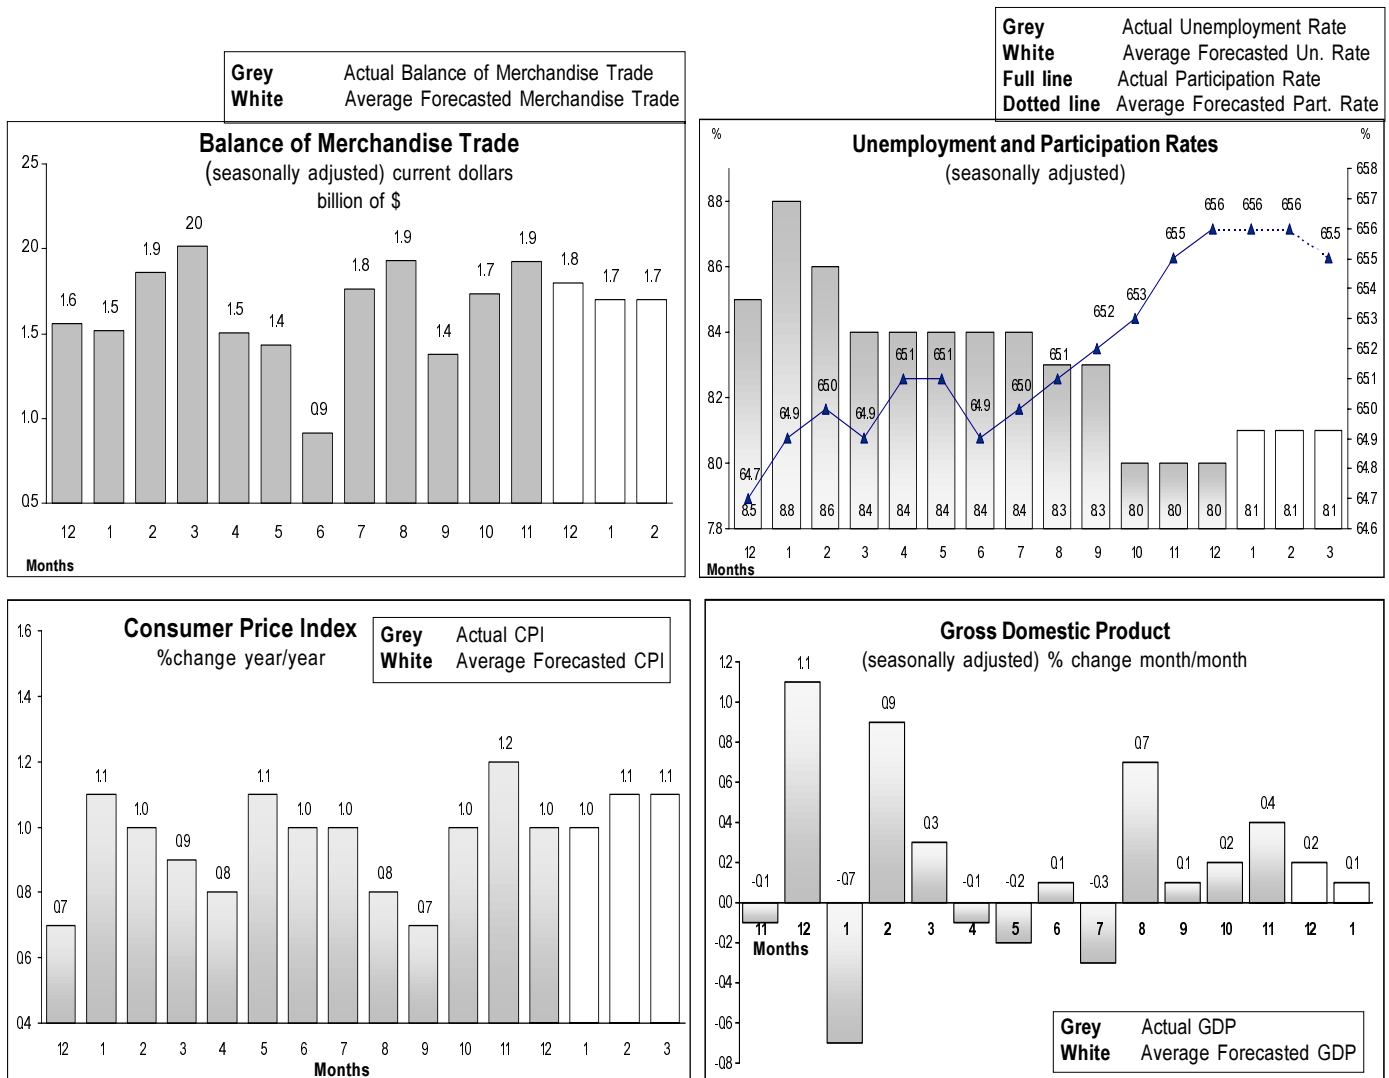 Grey Actual Balance of Merchandise Trade
White Average Forecasted Merchandise Trade
Grey Actual Unemployment Rate
White Average Forecasted Un. Rate
Full line Actual Participation Rate
Dotted line Average Forecasted Part. Rate
Balance of Merchandise Trade
(seasonally adjusted) current dollars
billion of $
2.5
2.0
1.5
1.0
0.5
1.6 1.5 1.9 2.0 1.5 1.4 0.9 1.8 1.9 1.4 1.7 1.9 1.8 1.7 1.7
12 1 2 3 4 5 6 7 8 9 10 11 12 1 2
Months
% %
Unemployment and Participation Rates
(seasonally adjusted)
8.8
8.6
8.4
8.2
8.0
7.8
65.8
65.7
65.6
65.5
65.4
65.3
65.2
65.1
65.0
64.9
64.8
64.7
64.6
64.7 64.9 65.0 64.9 65.1 65.1 64.9 65.0 65.1 65.2 65.3 65.5 65.6 65.6 65.6 65.5
8.5 8.8 8.6 8.4 8.4 8.4 8.4 8.4 8.3 8.3 8.0 8.0 8.0 8.1 8.1 8.1
12 1 2 3 4 5 6 7 8 9 10 11 12 1 2 3
Months
Consumer Price Index
%change year/year
Grey Actual CPI
White Average Forecasted CPI
1.6
1.4
1.2
1.0
0.8
0.6
0.4
0.7 1.1 1.0 0.9 0.8 1.1 1.0 1.0 0.8 0.7 1.0 1.2 1.0 1.0 1.1 1.1
12 1 2 3 4 5 6 7 8 9 10 11 12 1 2 3
Months
Gross Domestic Product
(seasonally adjusted) % change month/month
1.2
1.0
0.8
0.6
0.4
0.2
0.0
-0.2
-0.4
-0.6
-0.8
-0.1 1.1 -0.7 0.9 0.3 -0.1 -0.2 0.1 -0.3 0.7 0.1 0.2 0.4 0.2 0.1
11 12 1 2 3 4 5 6 7 8 9 10 11 12 1
Months
Grey Actual GDP
White Average Forecasted GDP